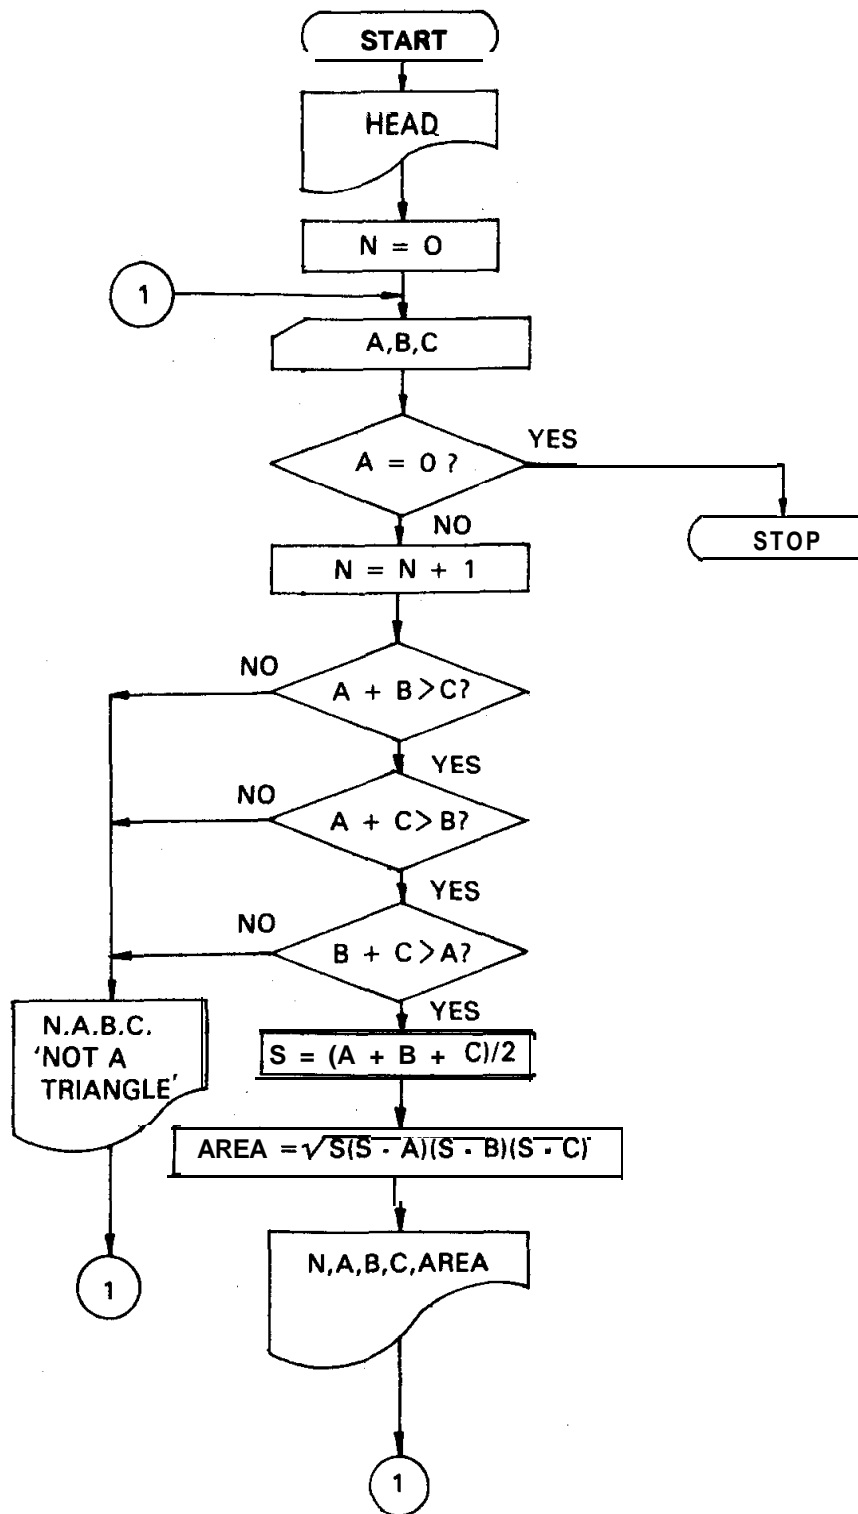 START
HEAD
N = O
1
A,B,C
A = O ?
YES
STOP
NO
N = N + 1
A + B>C?
NO
YES
A + C>B?
NO
YES
B + C>A?
NO
YES
N.A.B.C.
'NOT A
TRIANGLE'
S = (A + B + C)/2
AREA = √S(S - A)(S - B)(S - C)
1
N,A,B,C,AREA
1